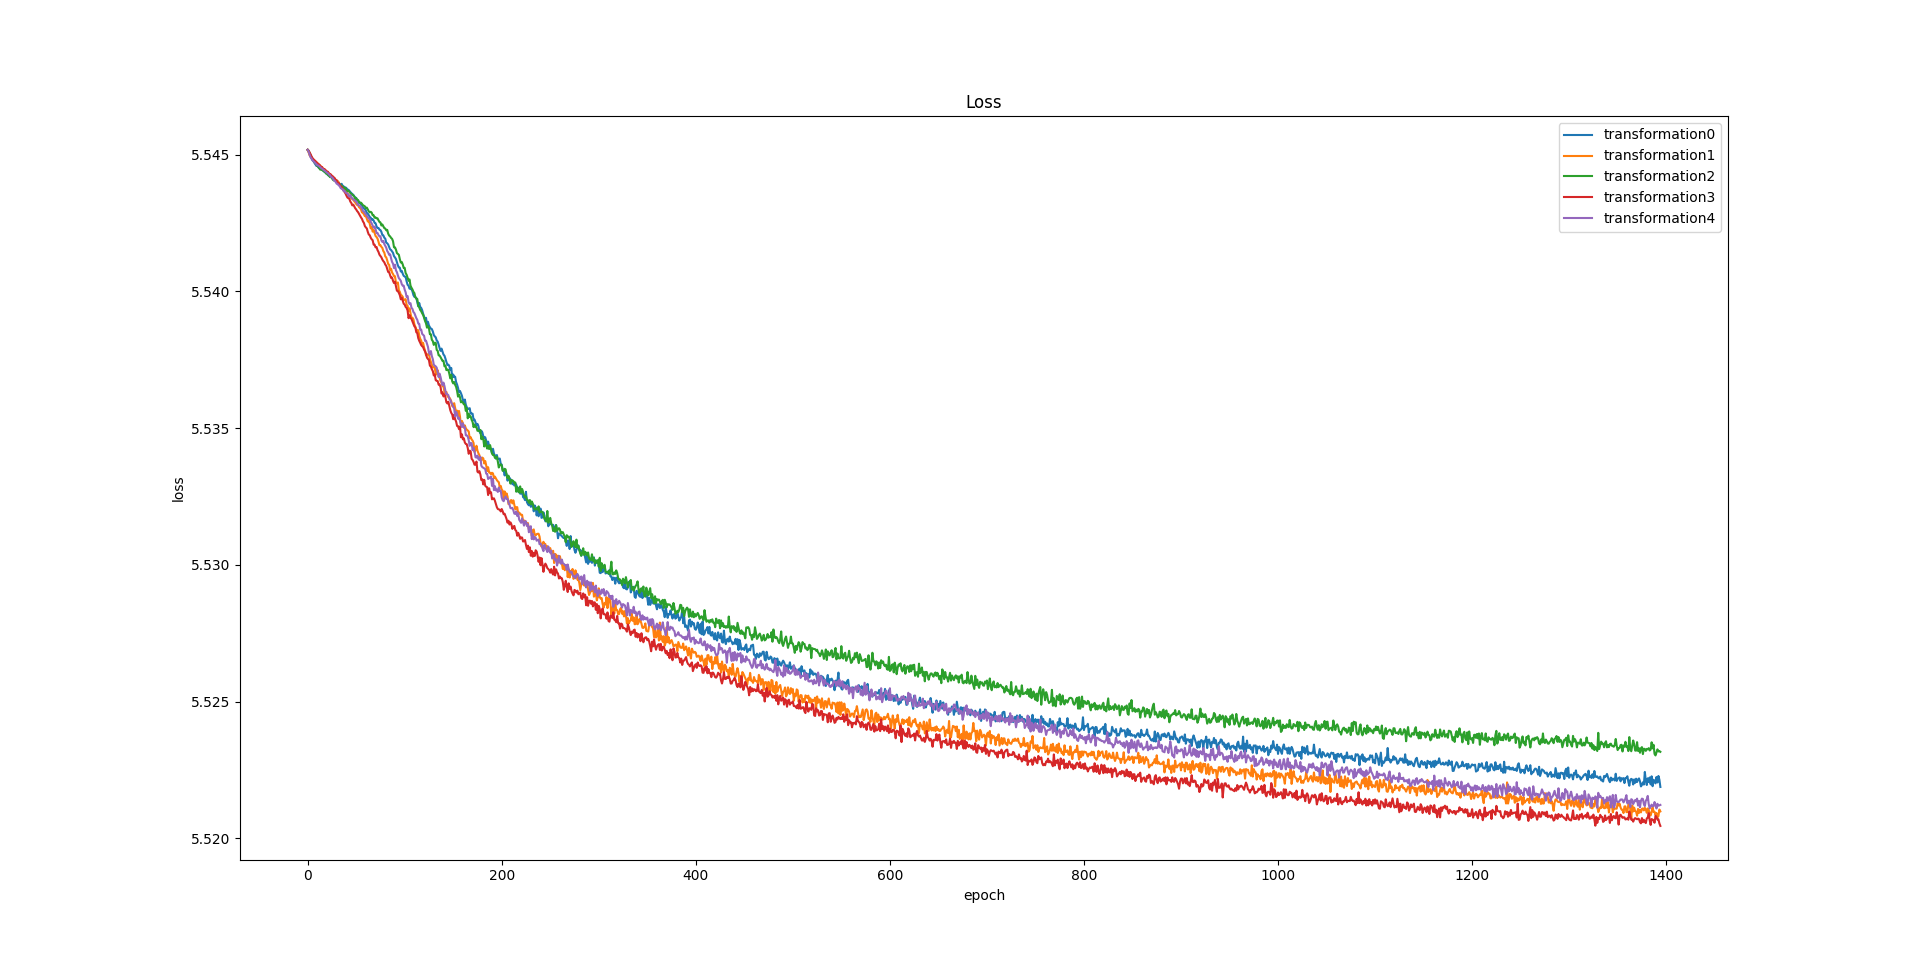 Loss
5.545
5.540
5.535
5.530
5.525
5.520
loss
0 200 400 600 800 1000 1200 1400
epoch
transformation0
transformation1
transformation2
transformation3
transformation4